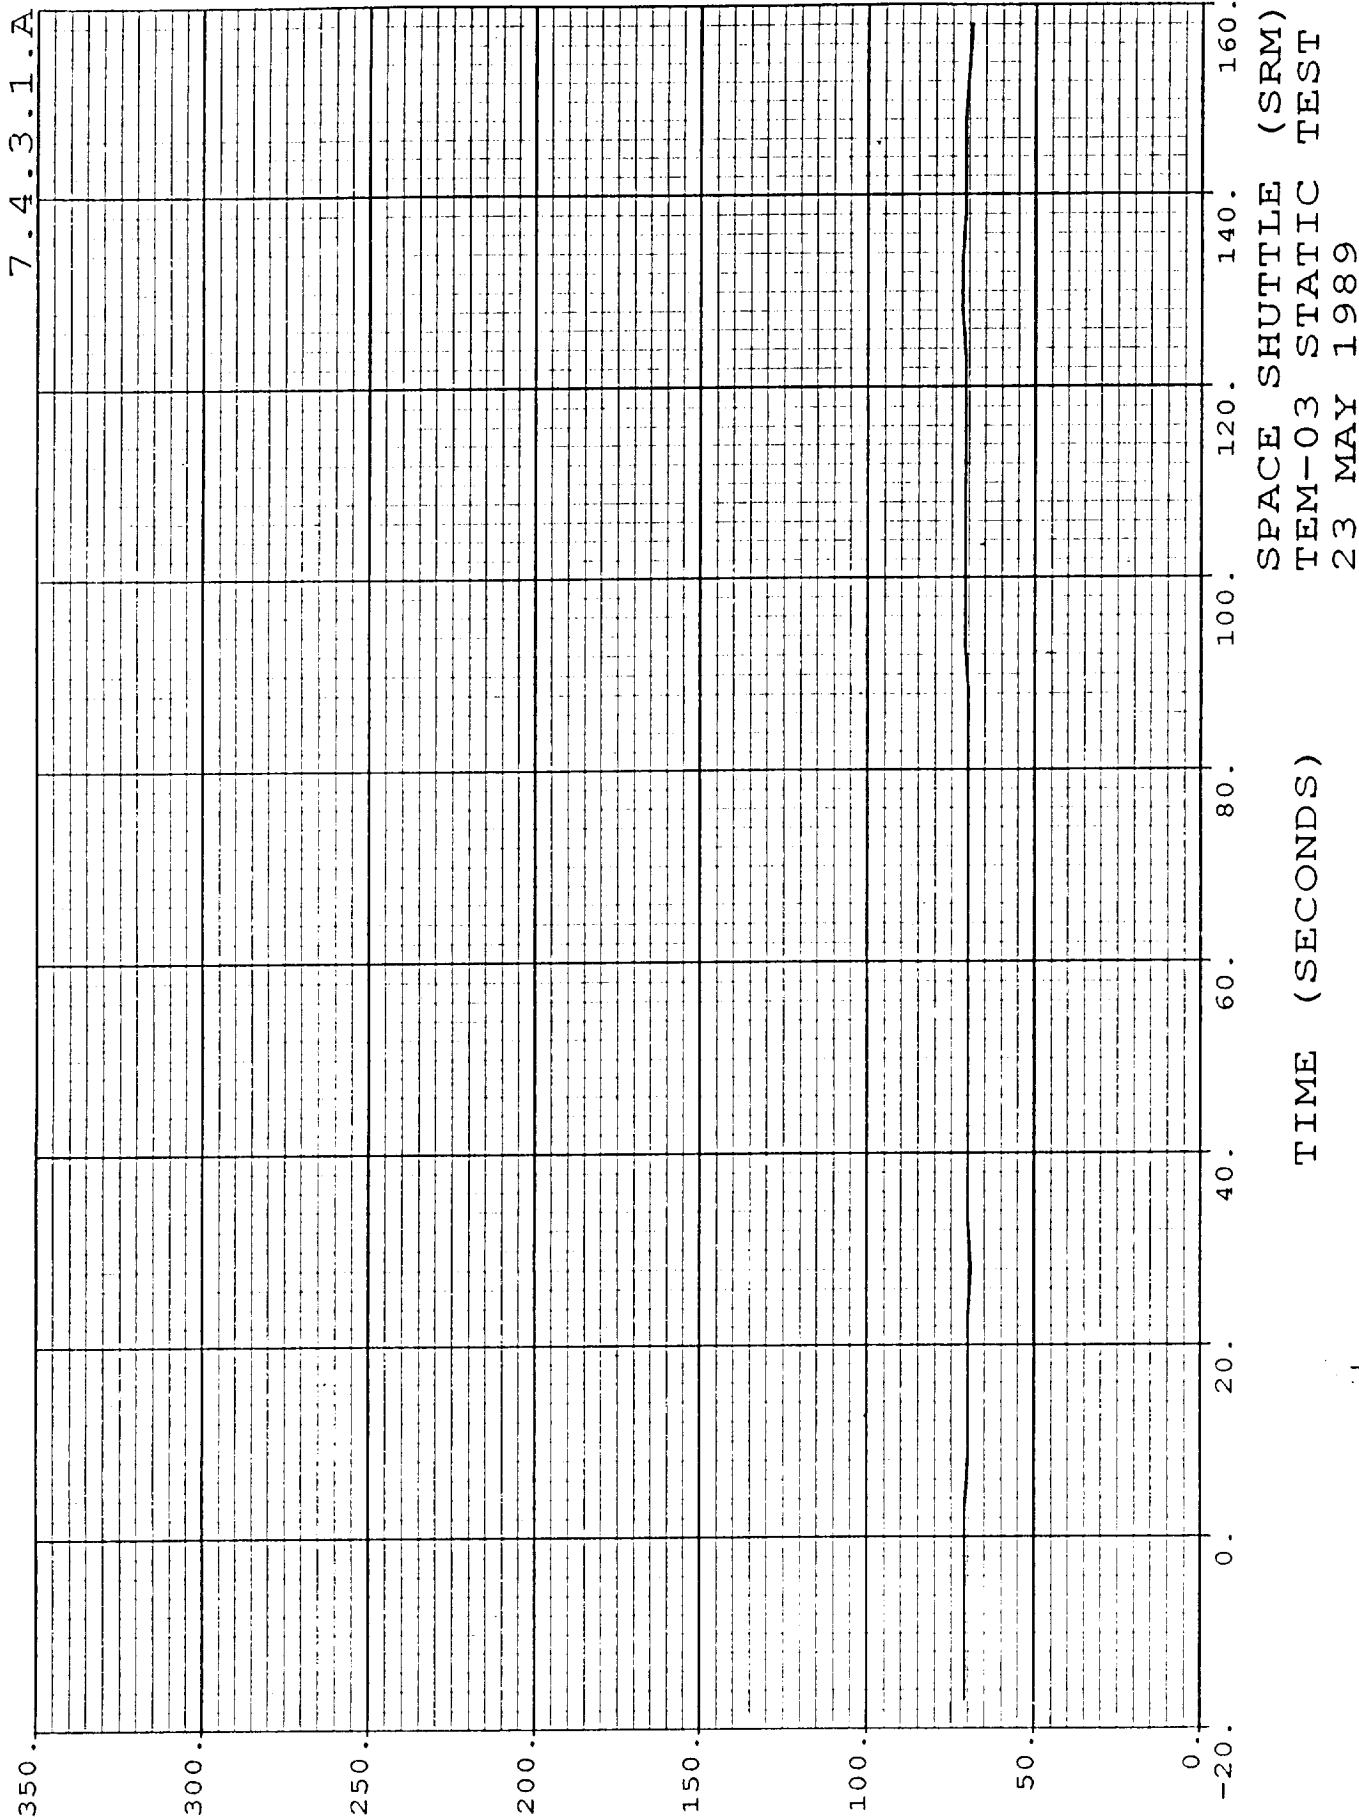 7.4.3.1.A
350.
300.
250.
200.
150.
100.
50.
0.
-20. 0. 20. 40. 60. 80. 100. 120. 140. 160.
TIME (SECONDS)
SPACE SHUTTLE (SRM)
TEM-03 STATIC TEST
23 MAY 1989